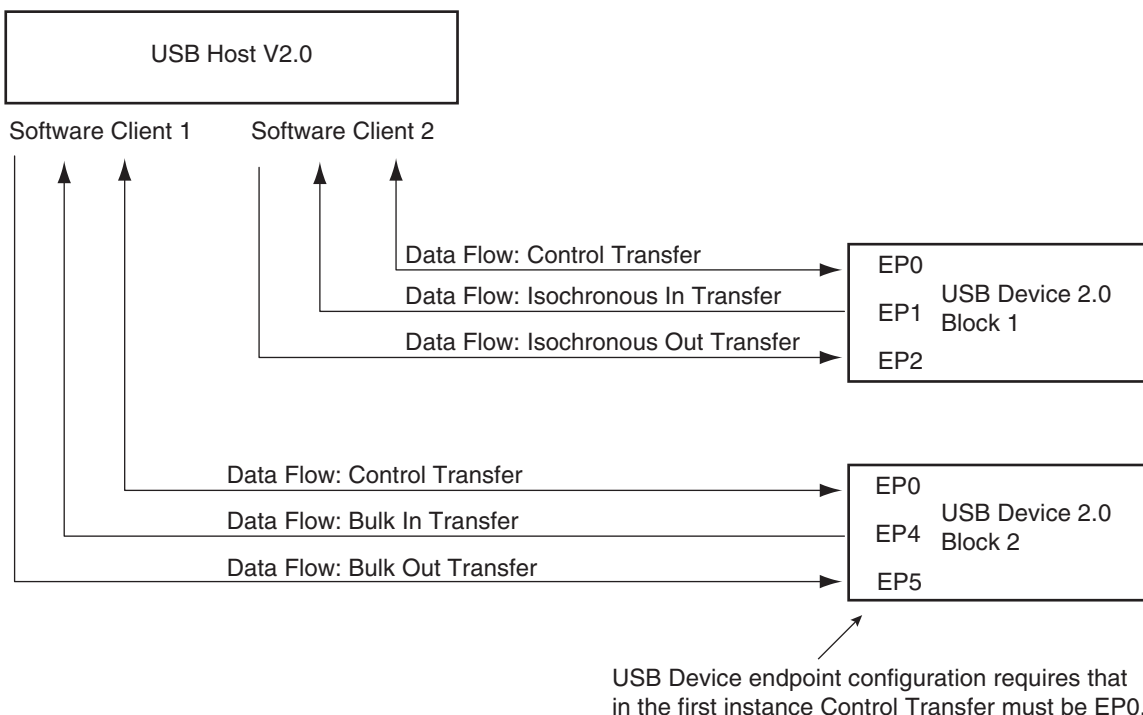 USB Host V2.0
Software Client 1
Software Client 2
Data Flow: Control Transfer
Data Flow: Isochronous In Transfer
Data Flow: Isochronous Out Transfer
EP0
EP1
EP2
USB Device 2.0
Block 1
Data Flow: Control Transfer
Data Flow: Bulk In Transfer
Data Flow: Bulk Out Transfer
EP0
EP4
EP5
USB Device 2.0
Block 2
USB Device endpoint configuration requires that
in the first instance Control Transfer must be EP0.